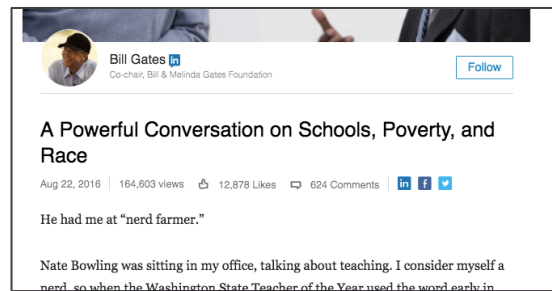 Bill Gates in
Co-chair, Bill & Melinda Gates Foundation
Follow
A Powerful Conversation on Schools, Poverty, and
Race
Aug 22, 2016 164,603 views 12,878 Likes 624 Comments in f
He had me at “nerd farmer.”
Nate Bowling was sitting in my office, talking about teaching. I consider myself a
nerd, so when the Washington State Teacher of the Year used the word early in